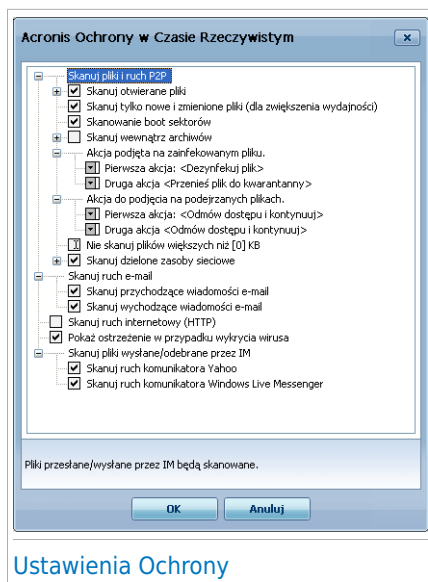 Acronis Ochrony w Czasie Rzeczywistym
Skanuj pliki i ruch P2P
Skanuj otwierane pliki
Skanuj tylko nowe i zmienione pliki (dla zwiększenia wydajności)
Skanowanie boot sektorów
Skanuj wewnątrz archiwów
Akcja podjęta na zainfekowanym pliku.
Pierwsza akcja: <Dezynfekuj plik>
Druga akcja <Przenieś plik do kwarantanny>
Akcja do podjęcia na podejrzanych plikach.
Pierwsza akcja: <Odmów dostępu i kontynuuj>
Druga akcja <Odmów dostępu i kontynuuj>
Nie skanuj plików większych niż [0] KB
Skanuj dzielone zasoby sieciowe
Skanuj ruch e-mail
Skanuj przychodzące wiadomości e-mail
Skanuj wychodzące wiadomości e-mail
Skanuj ruch internetowy (HTTP)
Pokaż ostrzeżenie w przypadku wykrycia wirusa
Skanuj pliki wysłane/odebrane przez IM
Skanuj ruch komunikatora Yahoo
Skanuj ruch komunikatora Windows Live Messenger
Pliki przesłane/wysłane przez IM będą skanowane.
OK Anuluj
Ustawienia Ochrony